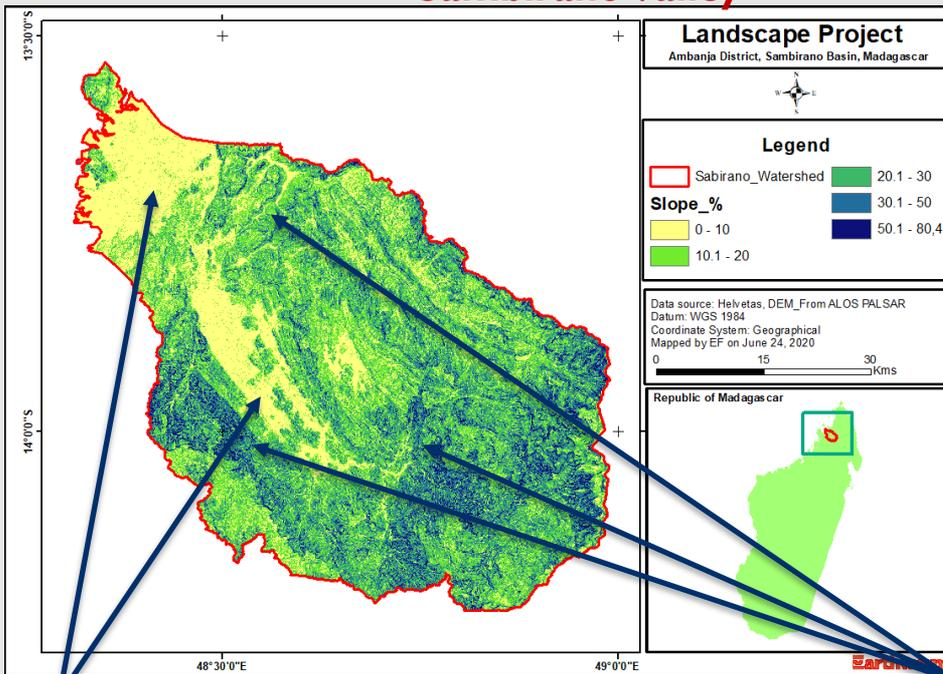 Sambirano Valley
13°30'0"S
Landscape Project
Ambanja District, Sambirano Basin, Madagascar
N
W E
S
Legend
Sabirano_Watershed
Slope_%
0 - 10
10.1 - 20
20.1 - 30
30.1 - 50
50.1 - 80,4
Data source: Helvetas, DEM_From ALOS PALSAR
Datum: WGS 1984
Coordinate System: Geographical
Mapped by EF on June 24, 2020
0 15 30
Kms
Republic of Madagascar
14°0'0"S
48°30'0"E
49°0'0"E